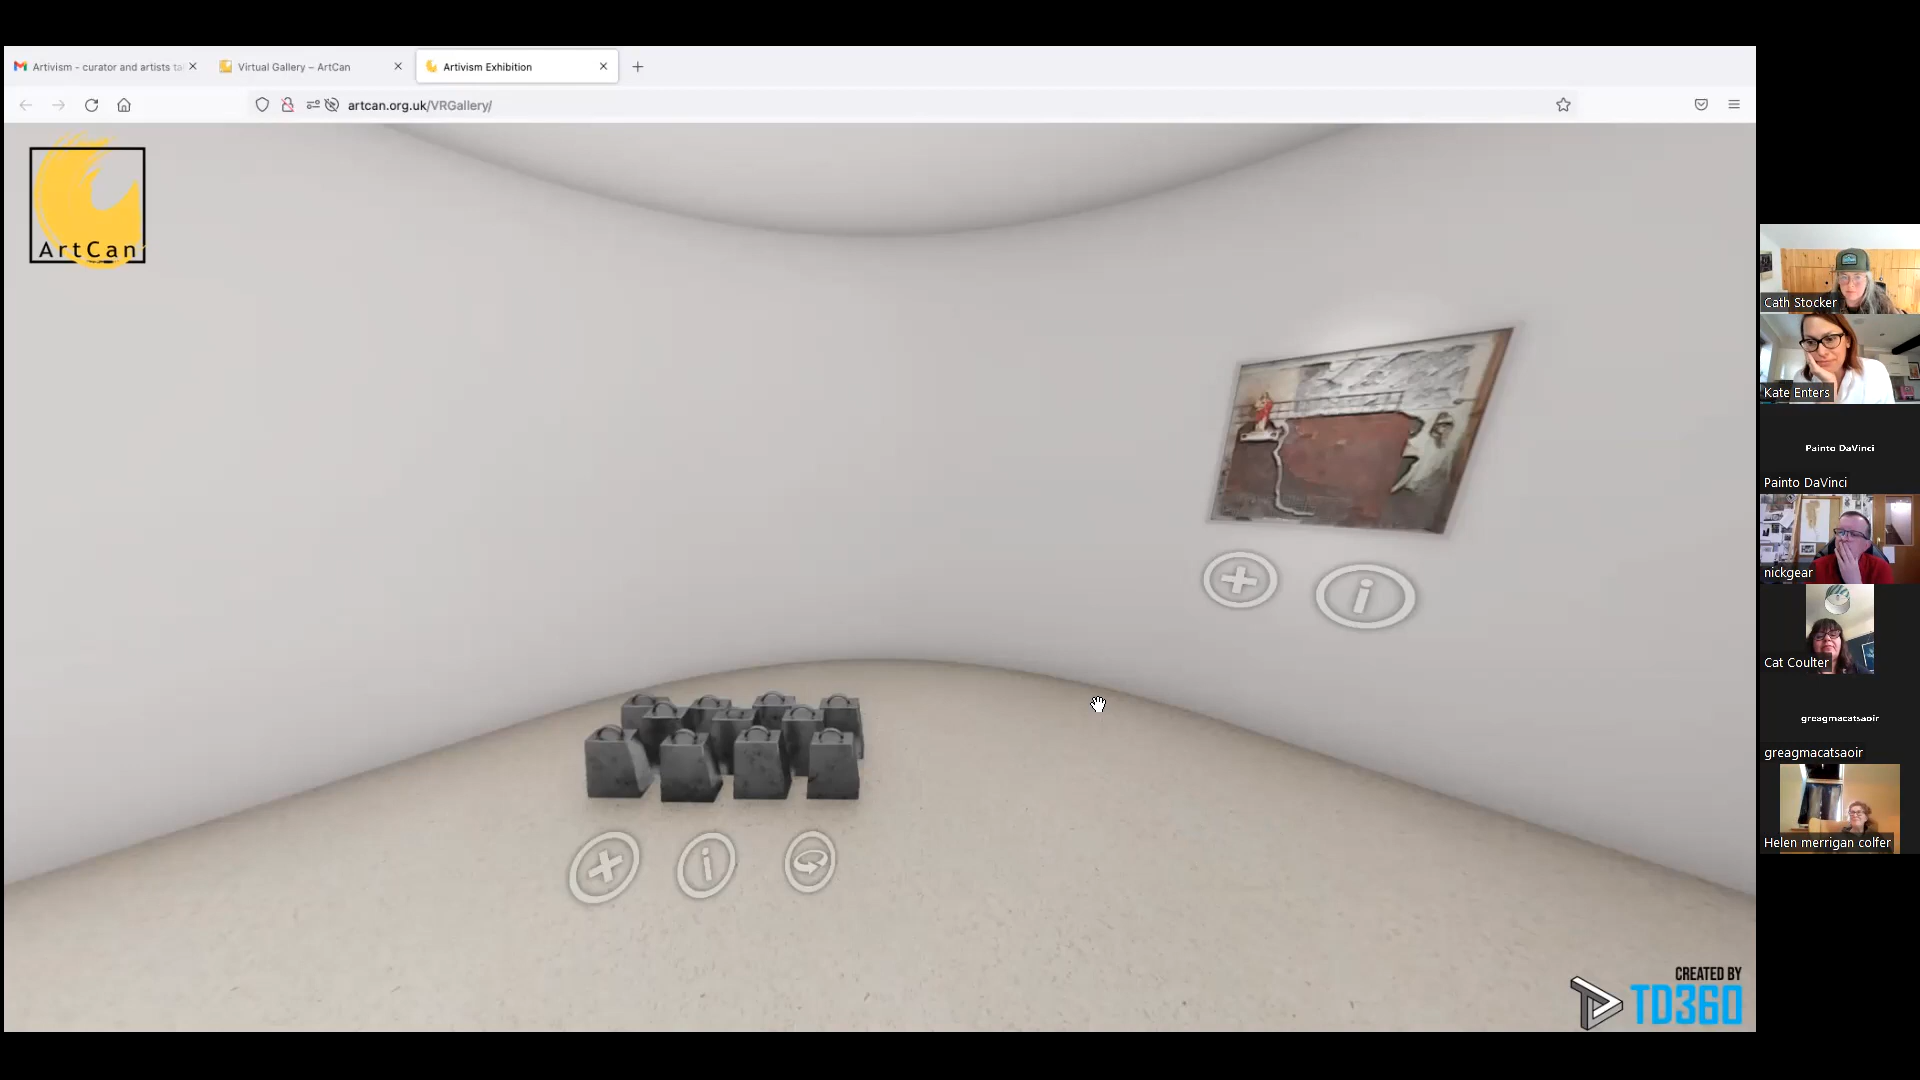 Artivism - curator and artists ta
Virtual Gallery – ArtCan
Artivism Exhibition
artcan.org.uk/VRGallery/
ArtCan
i
i
CREATED BY
TD360
Cath Stocker
Kate Enters
Painto DaVinci
Painto DaVinci
nickgear
Cat Coulter
greagmacatsaoir
greagmacatsaoir
Helen merrigan colfer